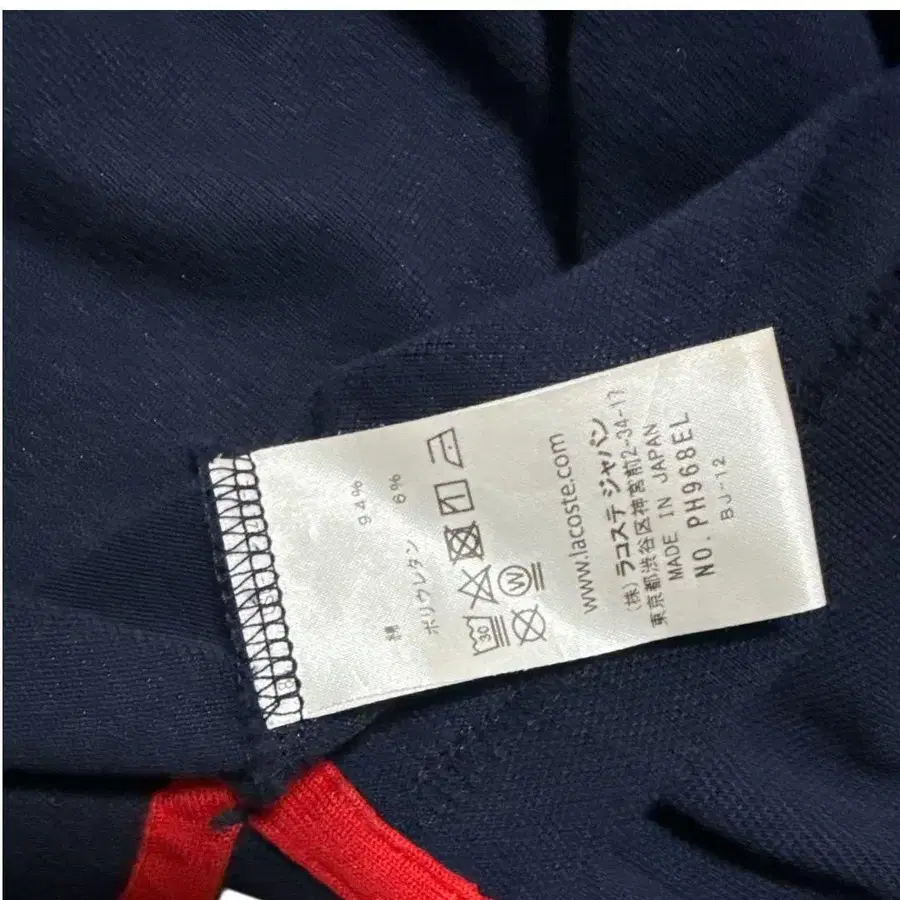 綿 94%
ポリウレタン 6%
30
W
www.lacoste.com
(株) ラコステ ジャパン
東京都渋谷区神宮前2-34-17
MADE IN JAPAN
NO. PH968EL
BJ-12